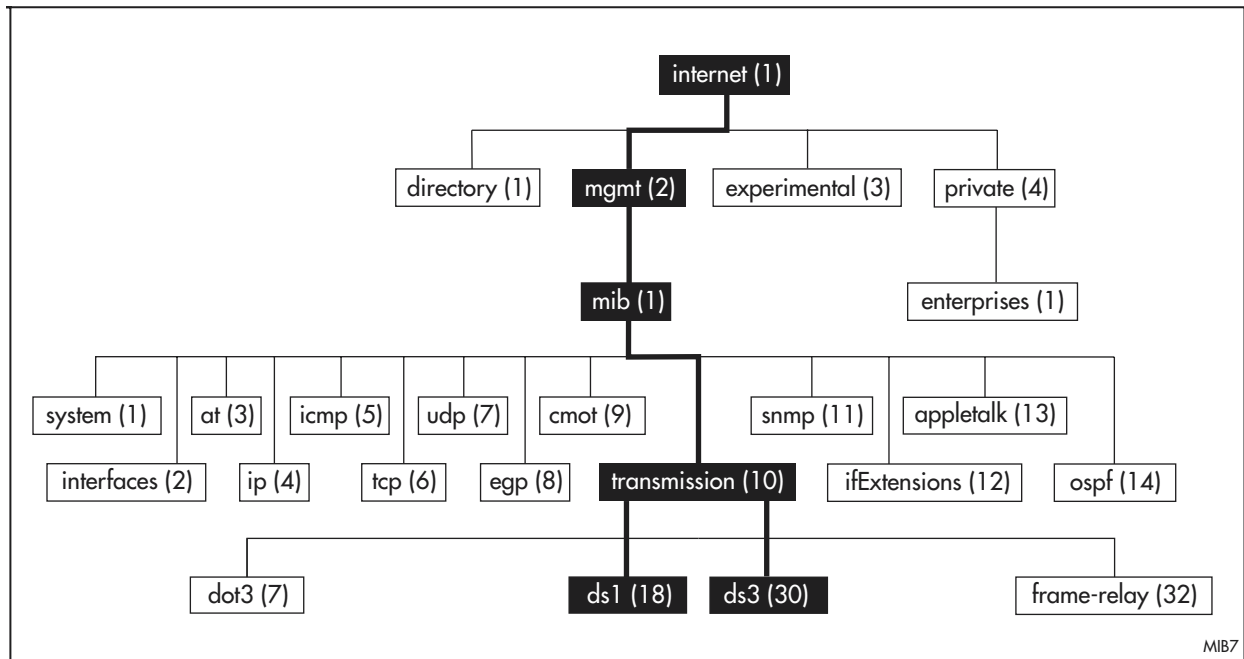 internet (1)
directory (1)
mgmt (2)
experimental (3)
private (4)
mib (1)
enterprises (1)
system (1)
at (3)
icmp (5)
udp (7)
cmot (9)
snmp (11)
appletalk (13)
interfaces (2)
ip (4)
tcp (6)
egp (8)
transmission (10)
ifExtensions (12)
ospf (14)
dot3 (7)
ds1 (18)
ds3 (30)
frame-relay (32)
MIB7